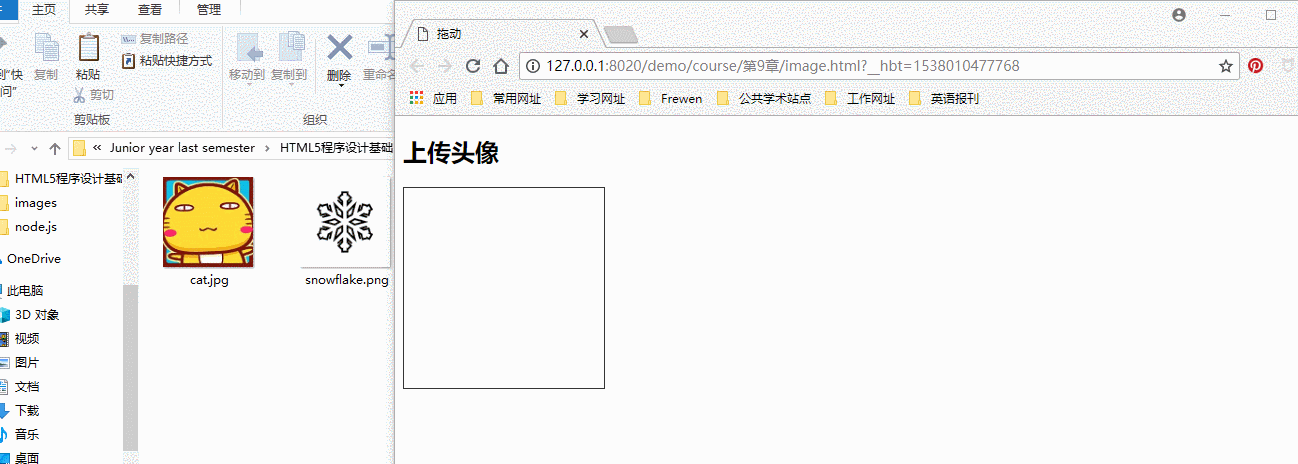 主页 共享 查看 管理
复制 粘贴
复制路径
粘贴快捷方式
剪切
移动到 复制到 删除 重命名
剪贴板 组织
« Junior year last semester › HTML5程序设计基础
HTML5程序设计基础
images
node.js
OneDrive
此电脑
3D 对象
视频
图片
文档
下载
音乐
桌面
cat.jpg
snowflake.png
拖动
127.0.0.1:8020/demo/course/第9章/image.html?__hbt=1538010477768
应用 常用网址 学习网址 Frewen 公共学术站点 工作网址 英语报刊
上传头像